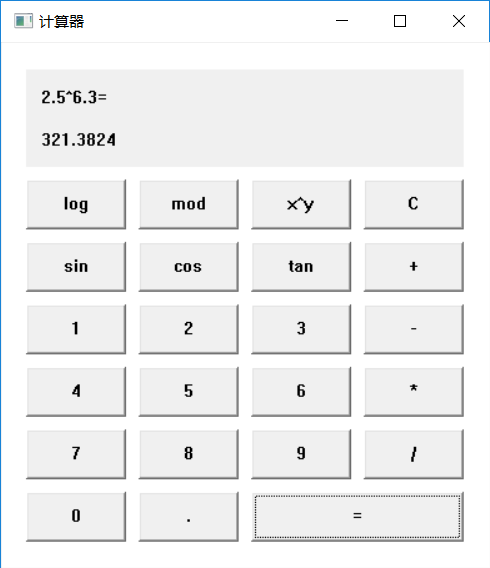 计算器
2.5^6.3=
321.3824
log mod x^y C
sin cos tan +
1 2 3 -
4 5 6 *
7 8 9 /
0 . =